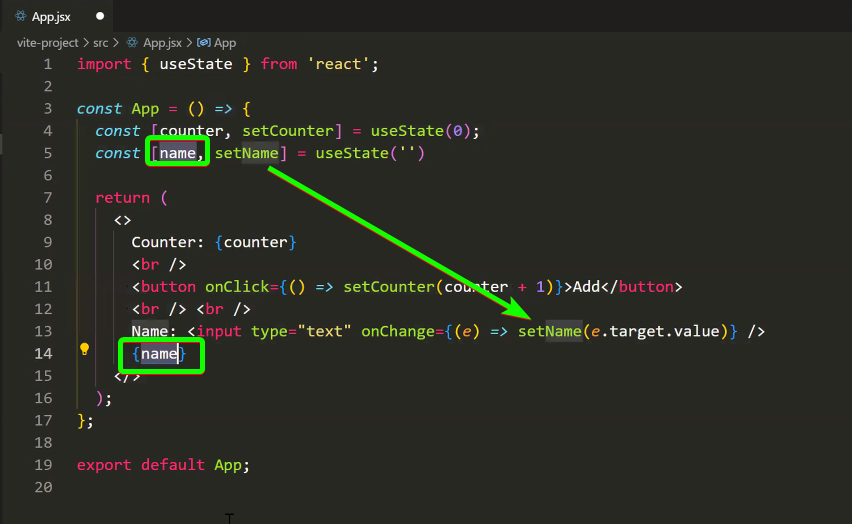 App.jsx
vite-project > src > App.jsx > App
1 import { useState } from 'react';
2
3 const App = () => {
4 const [counter, setCounter] = useState(0);
5 const [name, setName] = useState('')
6
7 return (
8 <>
9 Counter: {counter}
10 <br />
11 <button onClick={() => setCounter(counter + 1)}>Add</button>
12 <br /> <br />
13 Name: <input type="text" onChange={(e) => setName(e.target.value)} />
14 {name}
15 </>
16 );
17 };
18
19 export default App;
20